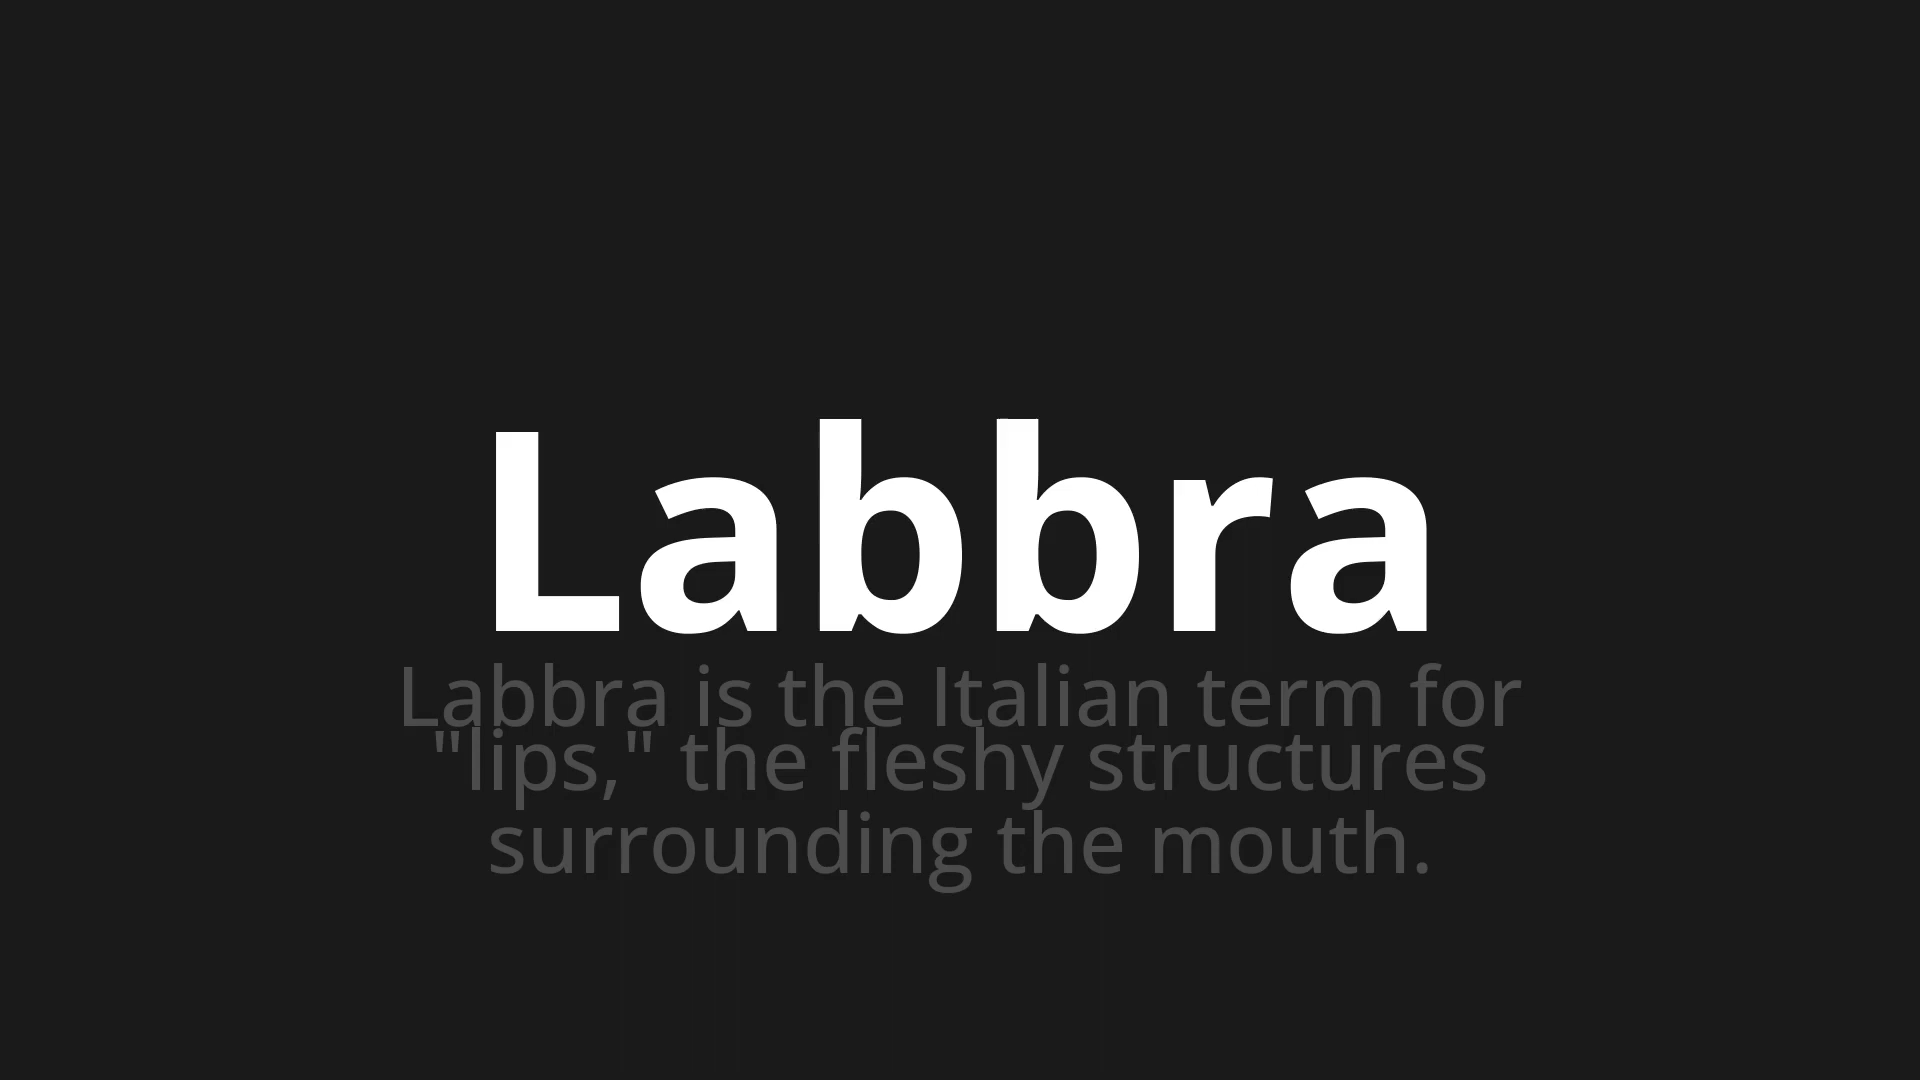 Labbra
Labbra is the Italian term for
"lips," the fleshy structures
surrounding the mouth.